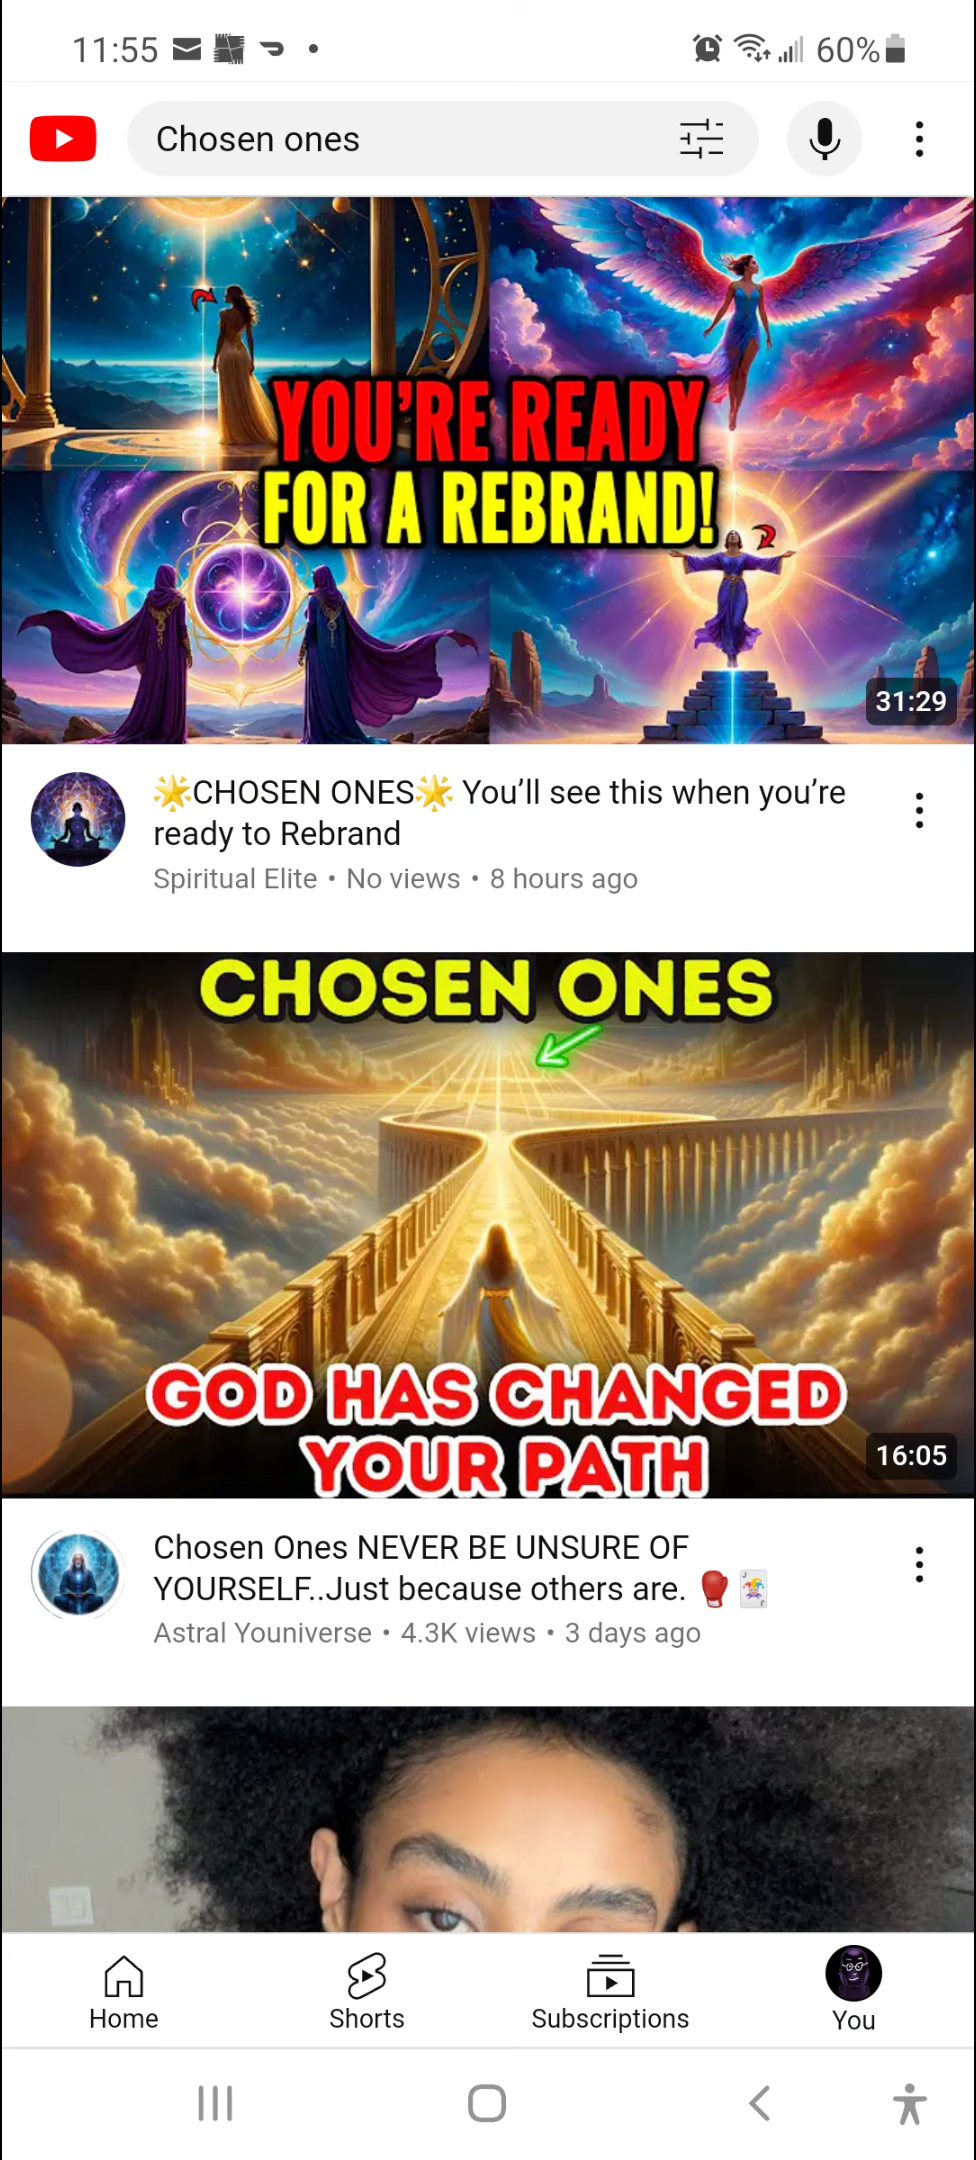 11:55
60%
Chosen ones
YOU'RE READY
FOR A REBRAND!
31:29
🌟CHOSEN ONES🌟 You’ll see this when you’re
ready to Rebrand
Spiritual Elite • No views • 8 hours ago
CHOSEN ONES
GOD HAS CHANGED
YOUR PATH
16:05
Chosen Ones NEVER BE UNSURE OF
YOURSELF..Just because others are. 🥊🃏
Astral Youniverse • 4.3K views • 3 days ago
Home
Shorts
Subscriptions
You